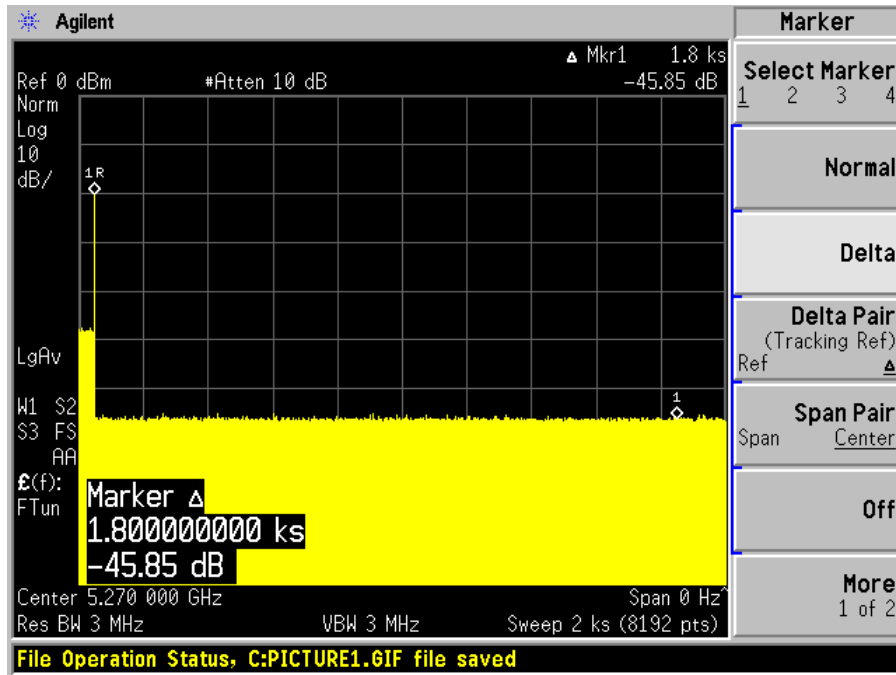 Agilent
Marker
Δ Mkr1 1.8 ks
Ref 0 dBm #Atten 10 dB -45.85 dB
Norm
Log
10
dB/
1R
LgAv
1
W1 S2
S3 FS
AA
£(f):
FTun
Marker Δ
1.800000000 ks
-45.85 dB
Center 5.270 000 GHz Span 0 Hz^
Res BW 3 MHz VBW 3 MHz Sweep 2 ks (8192 pts)
File Operation Status, C:PICTURE1.GIF file saved
Select Marker
1 2 3 4
Normal
Delta
Delta Pair
(Tracking Ref)
Ref Δ
Span Pair
Span Center
Off
More
1 of 2